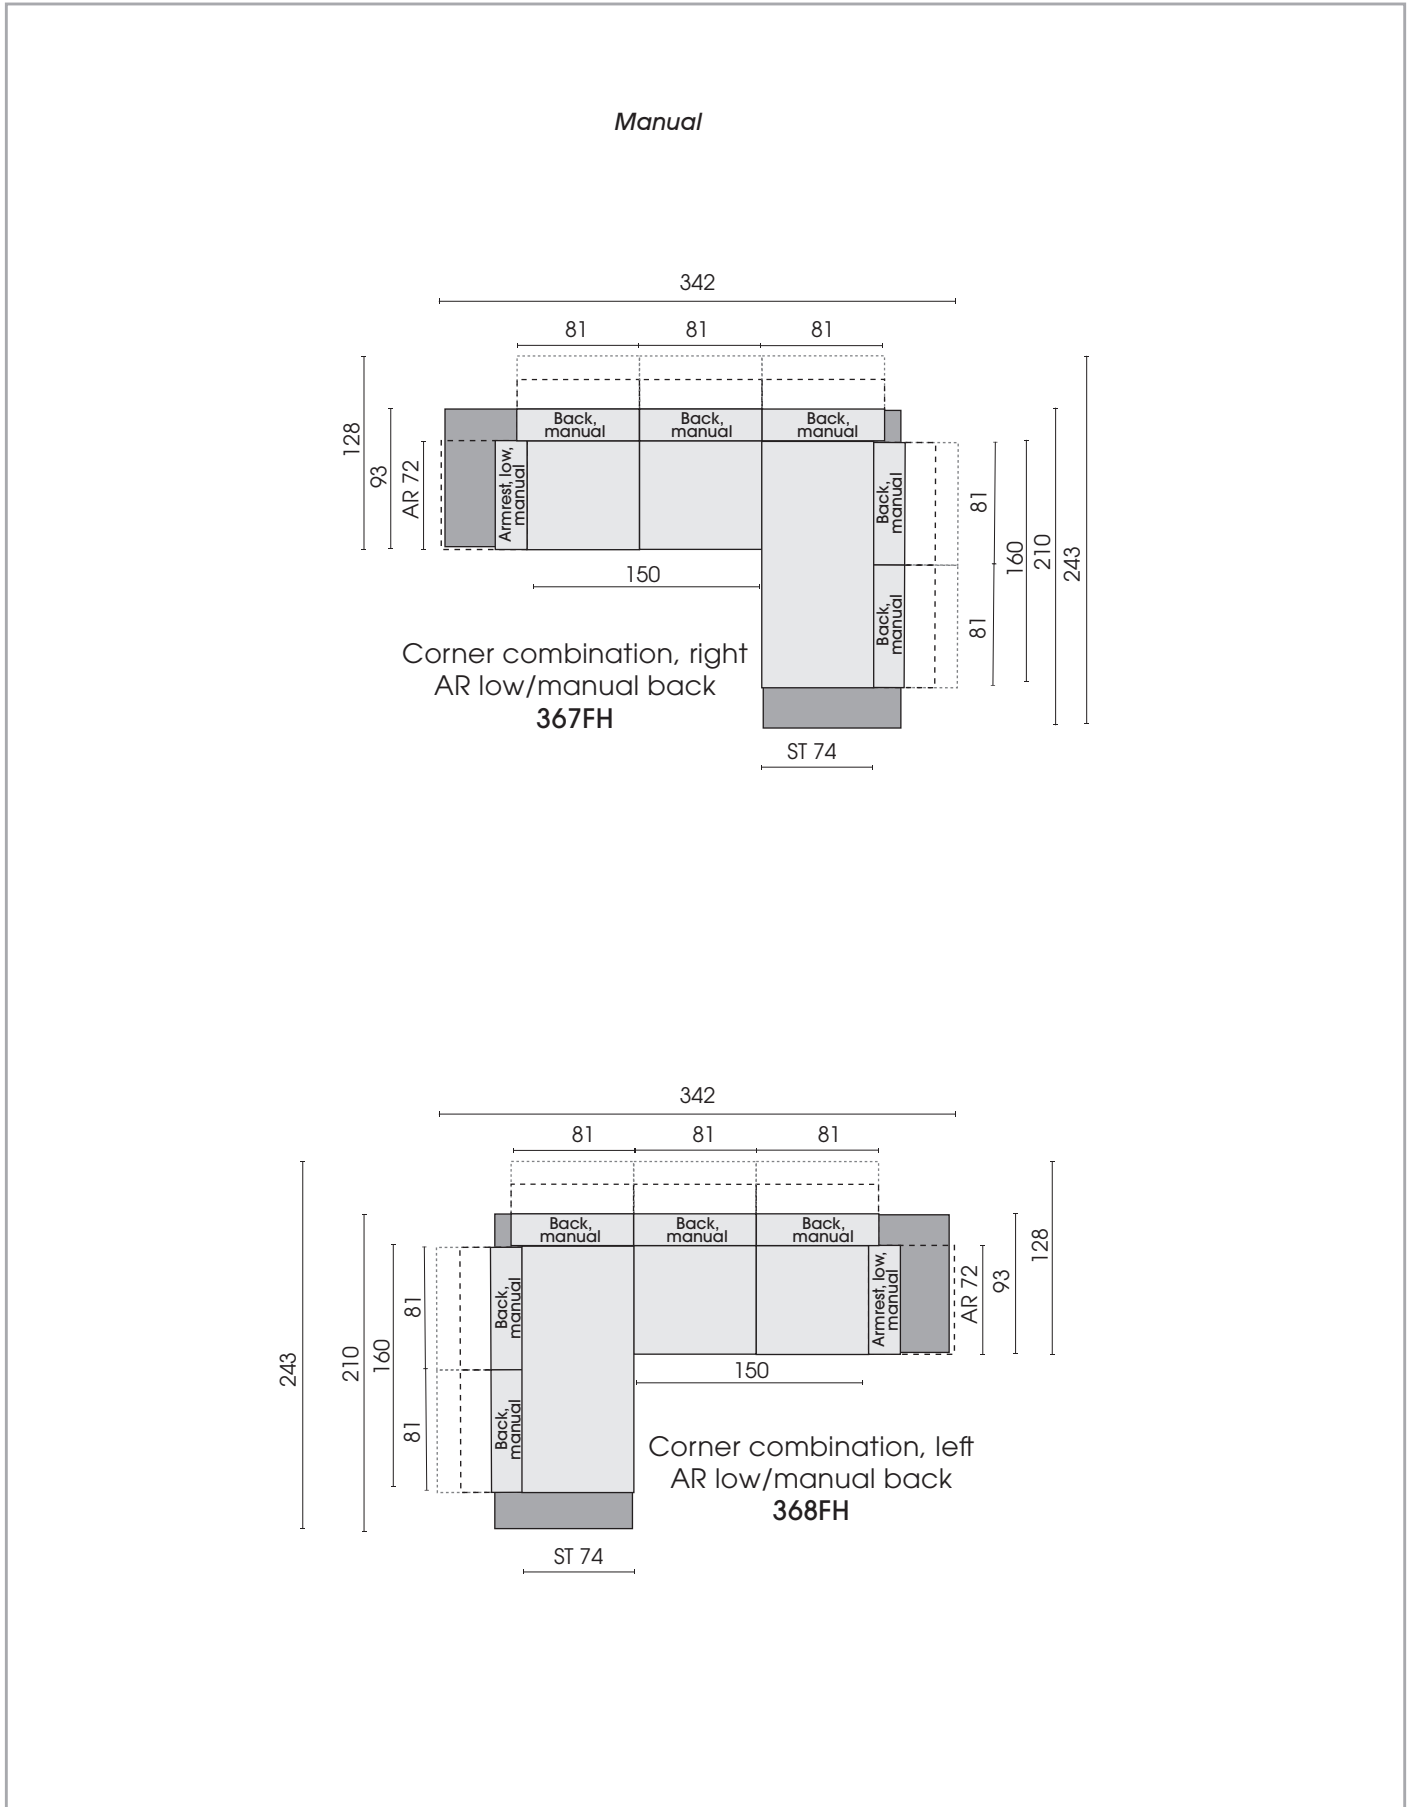 Manual
342
81 81 81
Back,
manual
Back,
manual
Back,
manual
128
93
AR 72
Armrest, low,
manual
Back,
manual
Back,
manual
81
81
160
210
243
150
Corner combination, right
AR low/manual back
367FH
ST 74
342
81 81 81
Back,
manual
Back,
manual
Back,
manual
243
210
160
81
81
Back,
manual
Back,
manual
Armrest, low,
manual
AR 72
93
128
150
Corner combination, left
AR low/manual back
368FH
ST 74